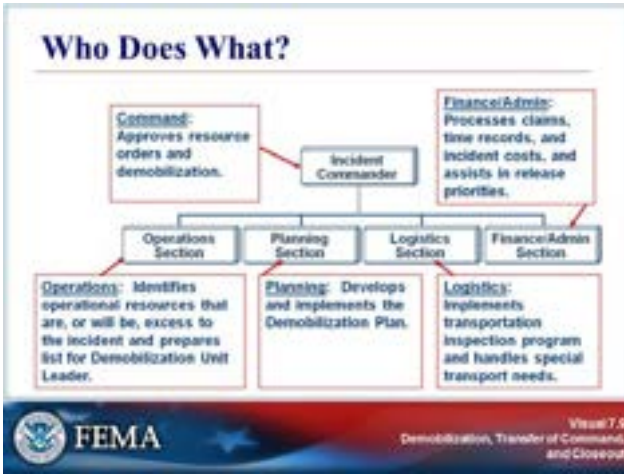 Who Does What?
Command:
Approves resource
orders and
demobilization.
Finance/Admin:
Processes claims,
time records, and
incident costs, and
assists in release
priorities.
Incident
Commander
Operations
Section
Planning
Section
Logistics
Section
Finance/Admin
Section
Operations: Identifies
operational resources that
are, or will be, excess to
the incident and prepares
list for Demobilization Unit
Leader.
Planning: Develops
and implements the
Demobilization Plan.
Logistics:
Implements
transportation
inspection program
and handles special
transport needs.
FEMA
Visual 7.9
Demobilization, Transfer of Command,
and Closeout